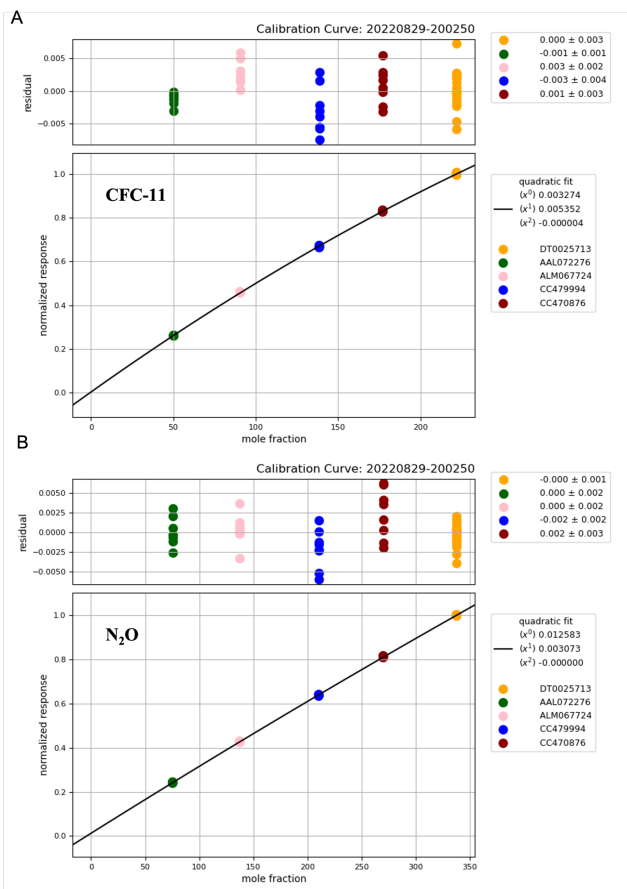 A
Calibration Curve: 20220829-200250
0.005
0.000
−0.005
residual
0.000 ± 0.003
-0.001 ± 0.001
0.003 ± 0.002
-0.003 ± 0.004
0.001 ± 0.003
1.0
0.8
0.6
0.4
0.2
0.0
normalized response
CFC-11
0
50
100
150
200
mole fraction
quadratic fit
(x⁰) 0.003274
(x¹) 0.005352
(x²) -0.000004
DT0025713
AAL072276
ALM067724
CC479994
CC470876
B
Calibration Curve: 20220829-200250
0.0050
0.0025
0.0000
−0.0025
−0.0050
residual
-0.000 ± 0.001
0.000 ± 0.002
0.000 ± 0.002
-0.002 ± 0.002
0.002 ± 0.003
1.0
0.8
0.6
0.4
0.2
0.0
normalized response
N₂O
0
50
100
150
200
250
300
350
mole fraction
quadratic fit
(x⁰) 0.012583
(x¹) 0.003073
(x²) -0.000000
DT0025713
AAL072276
ALM067724
CC479994
CC470876